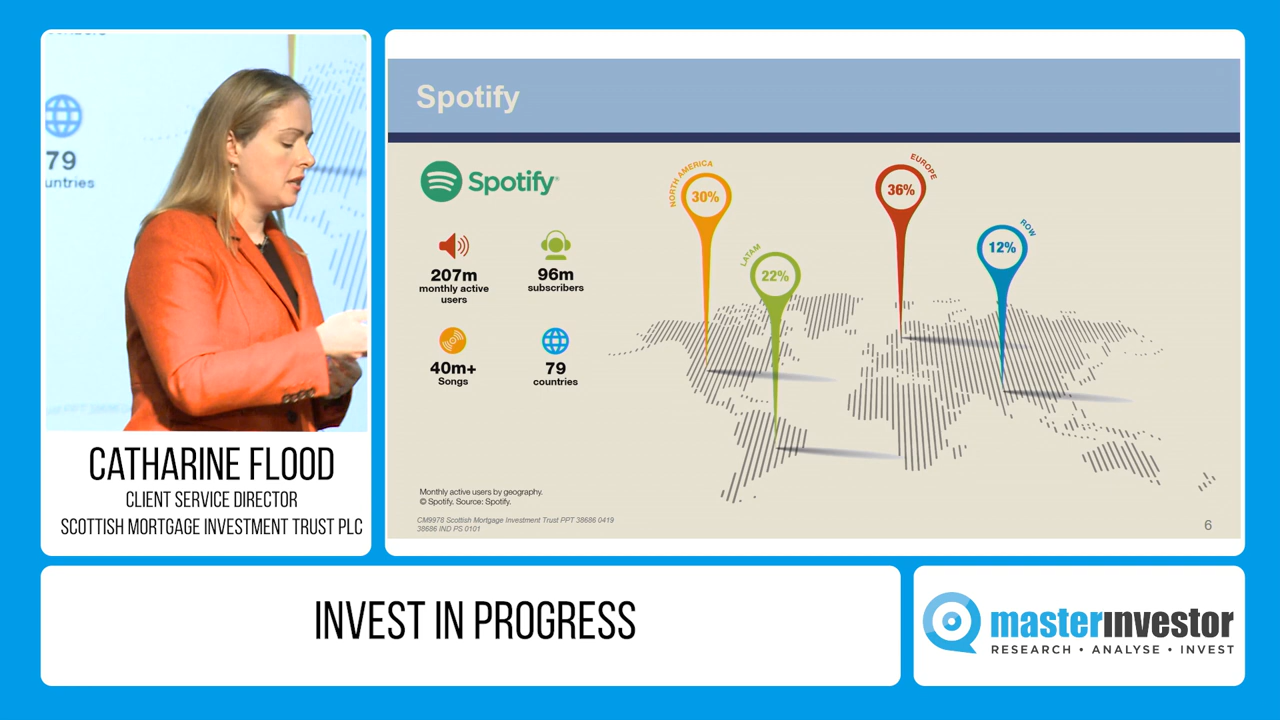 79
untries
CATHARINE FLOOD
CLIENT SERVICE DIRECTOR
SCOTTISH MORTGAGE INVESTMENT TRUST PLC
Spotify
Spotify®
207m
monthly active
users
96m
subscribers
40m+
Songs
79
countries
NORTH AMERICA
30%
LATAM
22%
EUROPE
36%
ROW
12%
Monthly active users by geography.
© Spotify. Source: Spotify.
CM9978 Scottish Mortgage Investment Trust PPT 38686 0419
38686 IND PS 0101
6
INVEST IN PROGRESS
masterinvestor
RESEARCH • ANALYSE • INVEST